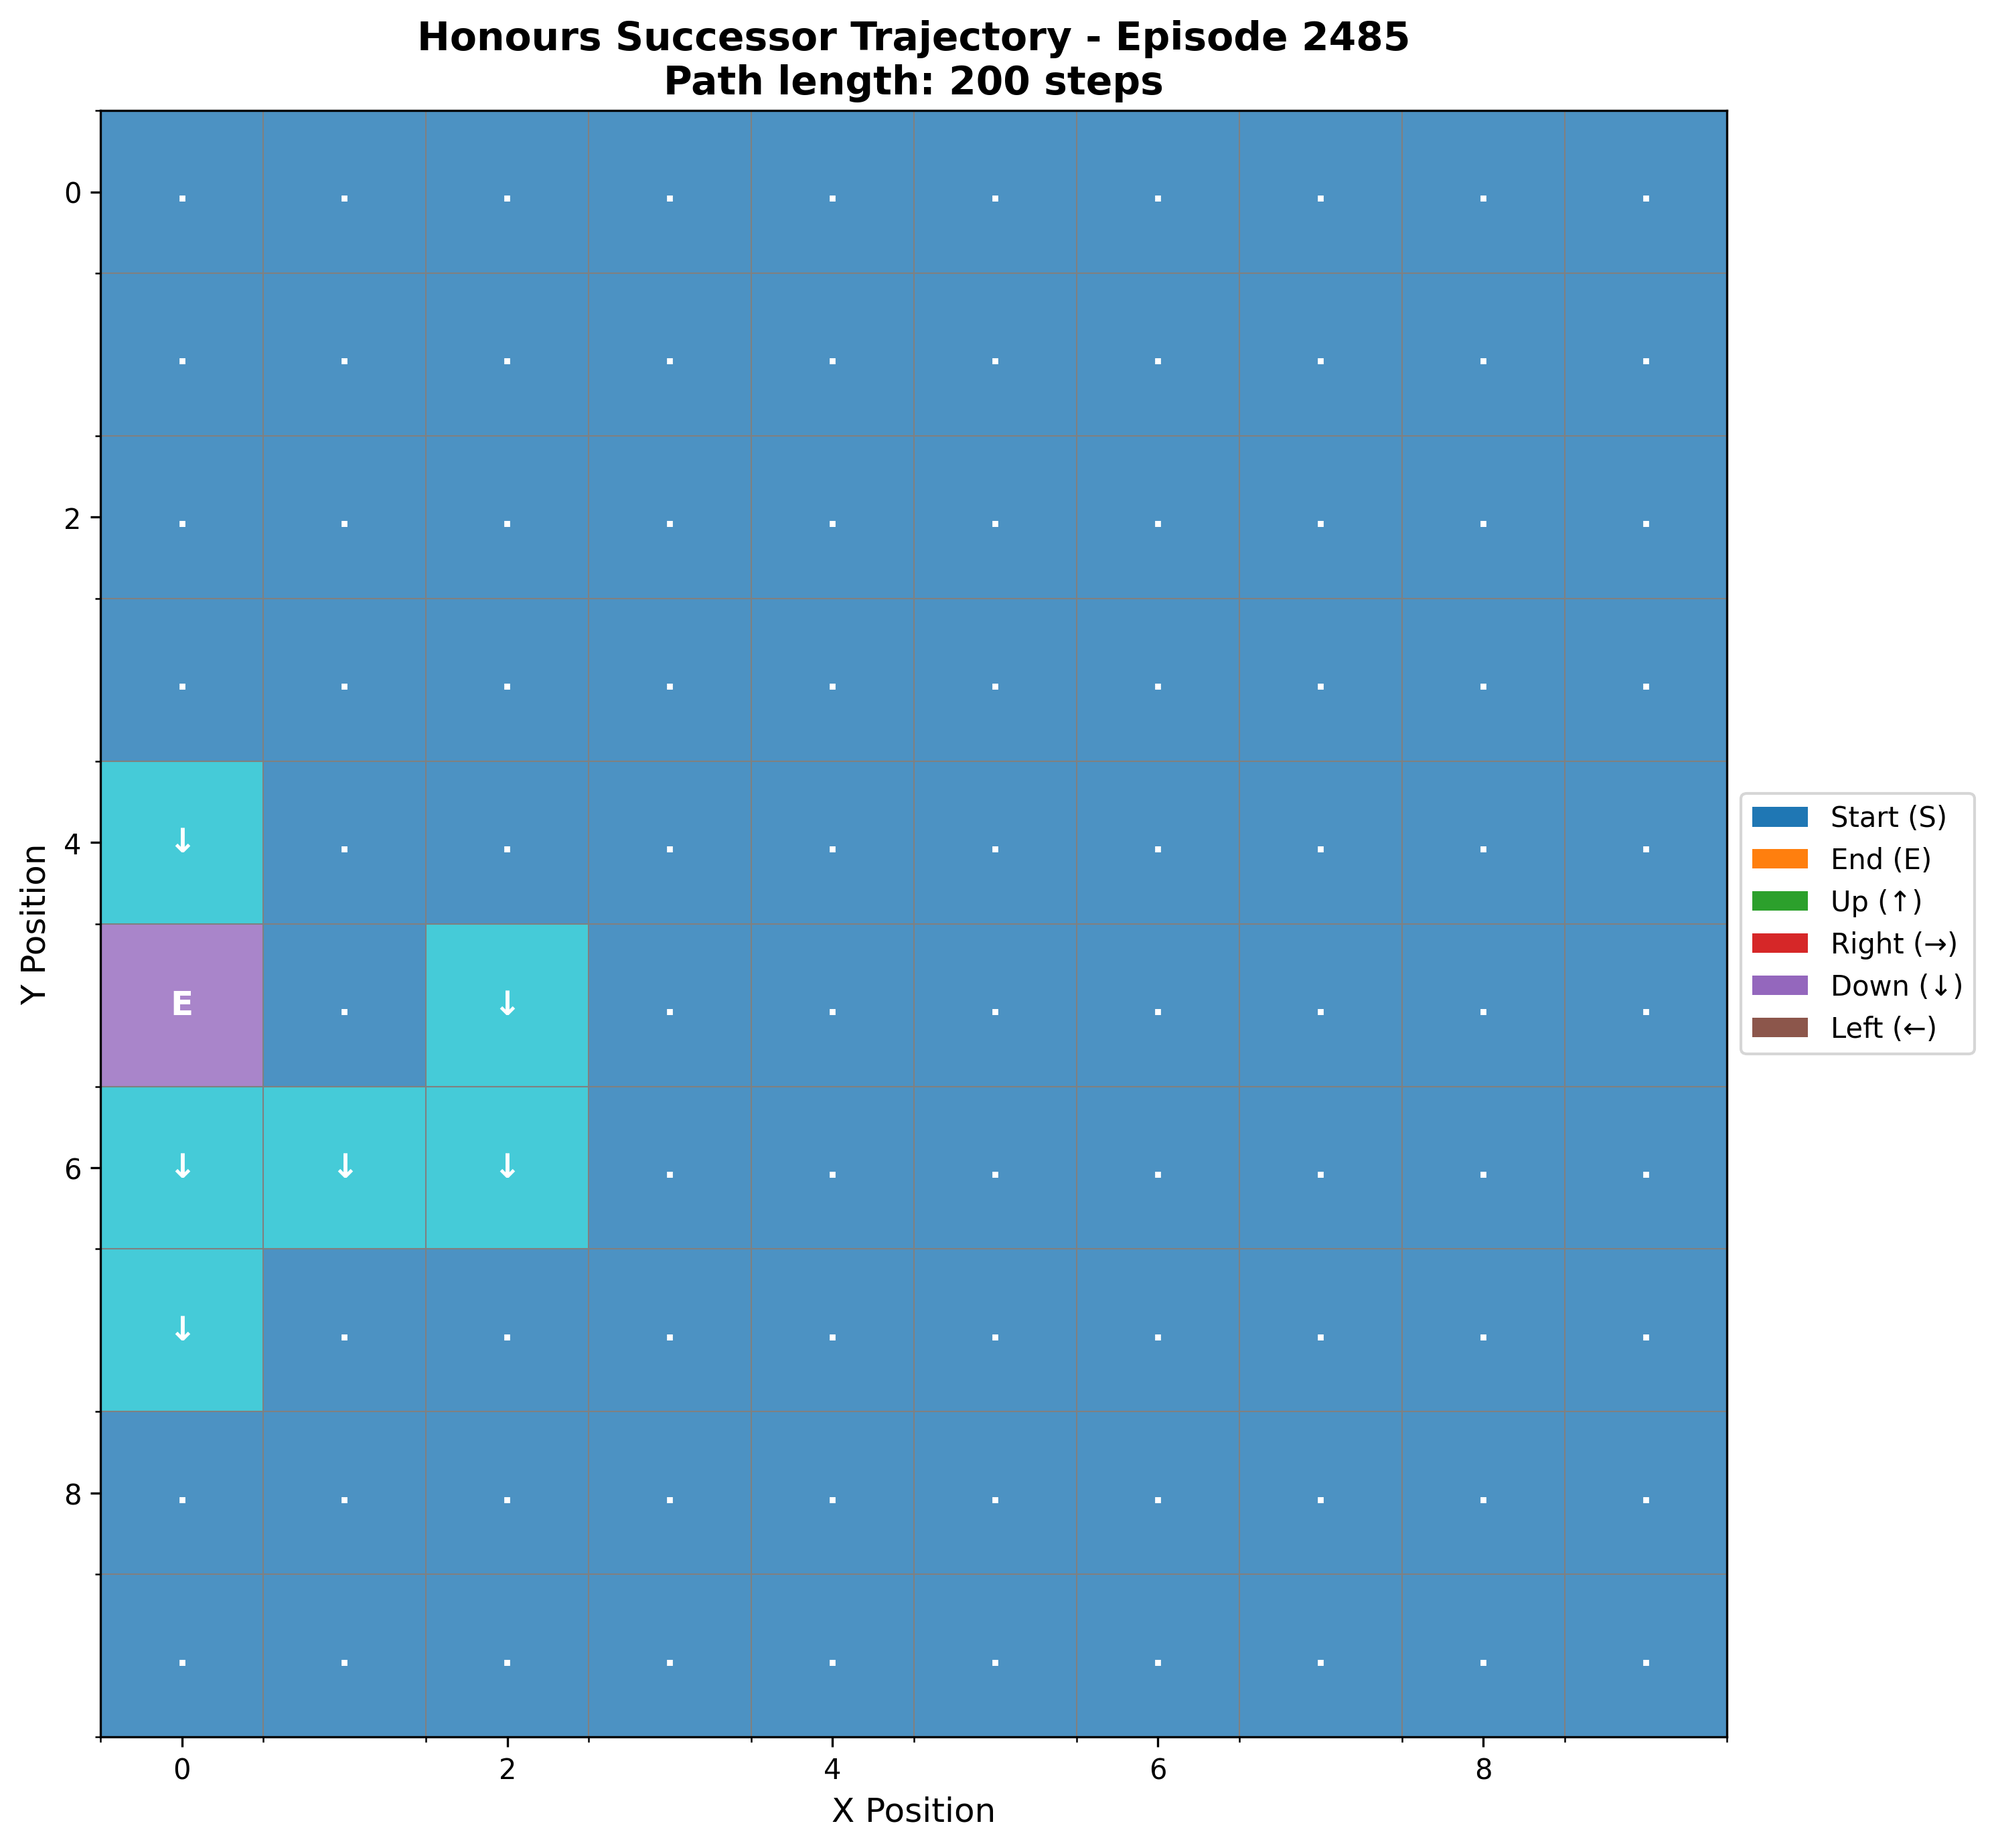 Honours Successor Trajectory - Episode 2485
Path length: 200 steps
0
. . . . . . . . . .
. . . . . . . . . .
2
. . . . . . . . . .
. . . . . . . . . .
4
↓ . . . . . . . . .
E . ↓ . . . . . . .
6
↓ ↓ ↓ . . . . . . .
↓ . . . . . . . . .
8
. . . . . . . . . .
. . . . . . . . . .
0 2 4 6 8
X Position
Y Position
Start (S)
End (E)
Up (↑)
Right (→)
Down (↓)
Left (←)